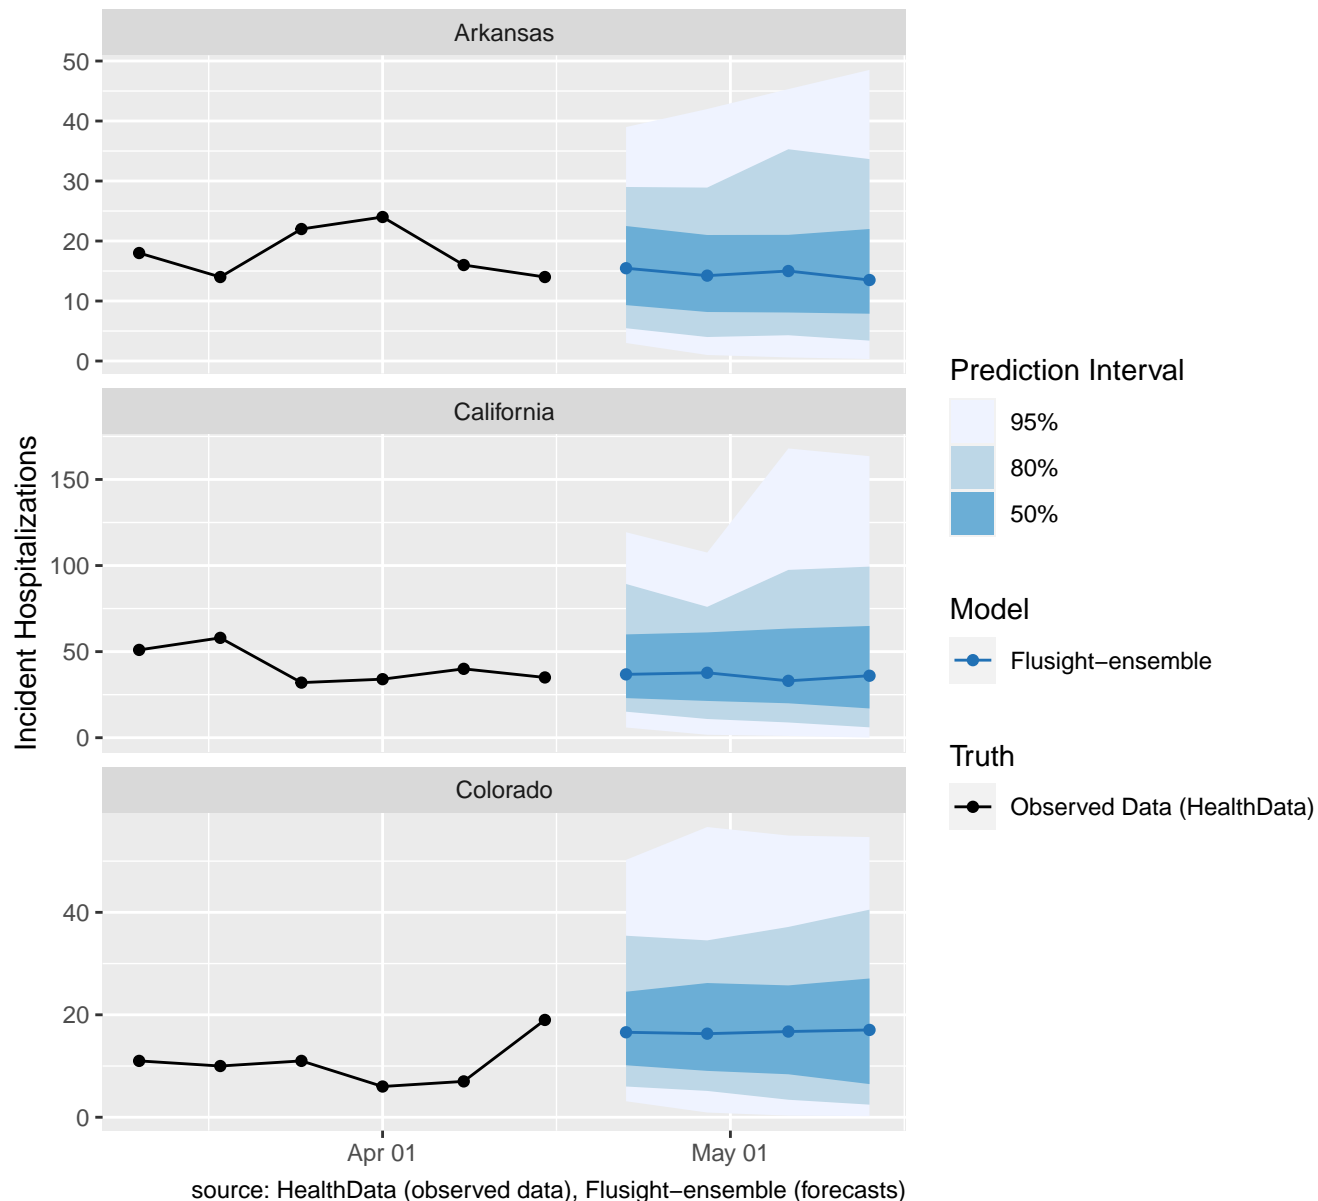 Arkansas
50
40
30
20
10
0
California
150
100
50
0
Colorado
40
20
0
Apr 01
May 01
Incident Hospitalizations
source: HealthData (observed data), Flusight−ensemble (forecasts)
Prediction Interval
95%
80%
50%
Model
Flusight−ensemble
Truth
Observed Data (HealthData)